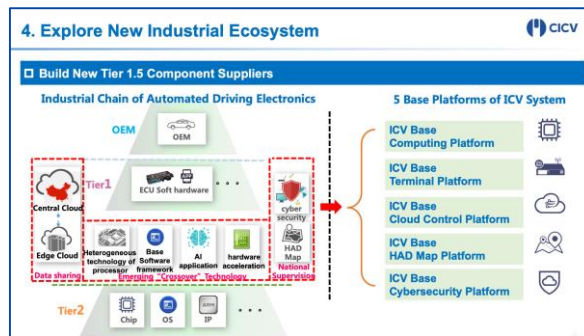 4. Explore New Industrial Ecosystem
CICV
Build New Tier 1.5 Component Suppliers
Industrial Chain of Automated Driving Electronics
5 Base Platforms of ICV System
OEM
OEM
Tier1
ECU Soft hardware
Central Cloud
Edge Cloud
Data sharing
Heterogeneous
technology of
processor
Base
Software
framework
AI
application
hardware
acceleration
Emerging "Crossover" Technology
cyber
security
HAD
Map
National
Supervising
Tier2
Chip
OS
IP
ICV Base
Computing Platform
ICV Base
Terminal Platform
ICV Base
Cloud Control Platform
ICV Base
HAD Map Platform
ICV Base
Cybersecurity Platform